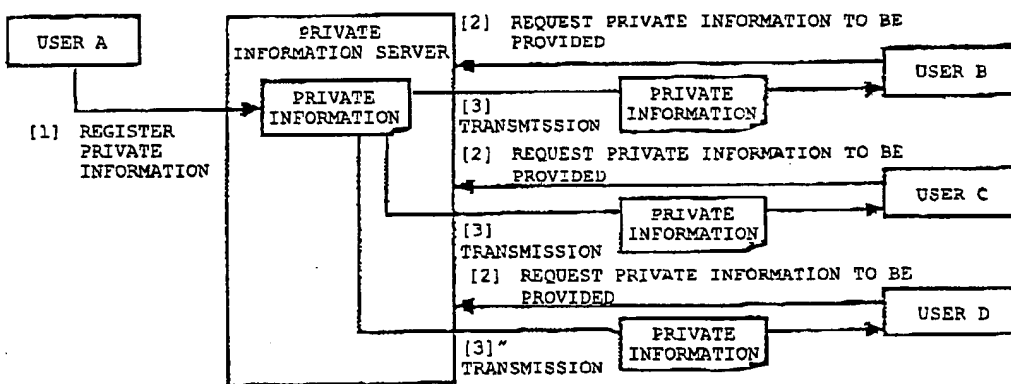 USER A
[1] REGISTER
PRIVATE
INFORMATION
PRIVATE
INFORMATION SERVER
PRIVATE
INFORMATION
[2] REQUEST PRIVATE INFORMATION TO BE
PROVIDED
USER B
[3]
TRANSMISSION
PRIVATE
INFORMATION
[2] REQUEST PRIVATE INFORMATION TO BE
PROVIDED
USER C
[3]
TRANSMISSION
PRIVATE
INFORMATION
[2] REQUEST PRIVATE INFORMATION TO BE
PROVIDED
USER D
[3]″
TRANSMISSION
PRIVATE
INFORMATION